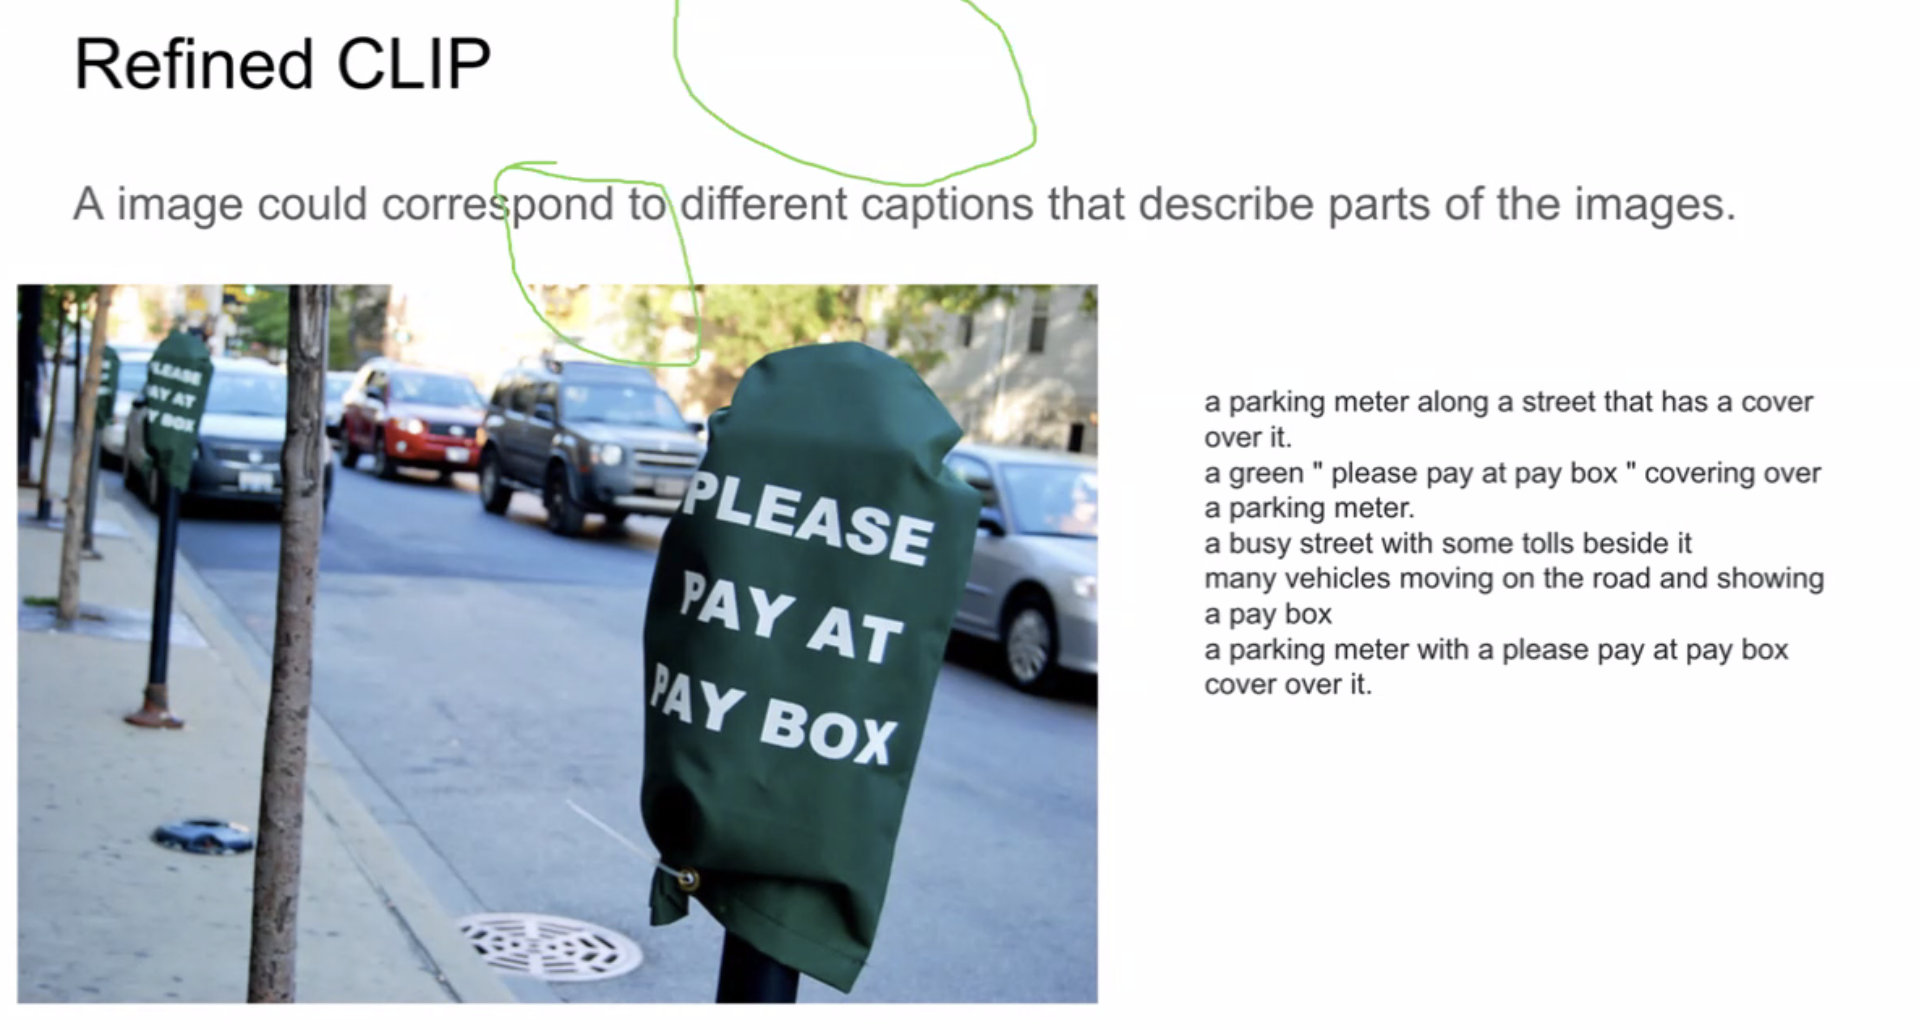 Refined CLIP
A image could correspond to different captions that describe parts of the images.
LEASE
AY AT
Y BOX
PLEASE
PAY AT
PAY BOX
a parking meter along a street that has a cover
over it.
a green " please pay at pay box " covering over
a parking meter.
a busy street with some tolls beside it
many vehicles moving on the road and showing
a pay box
a parking meter with a please pay at pay box
cover over it.